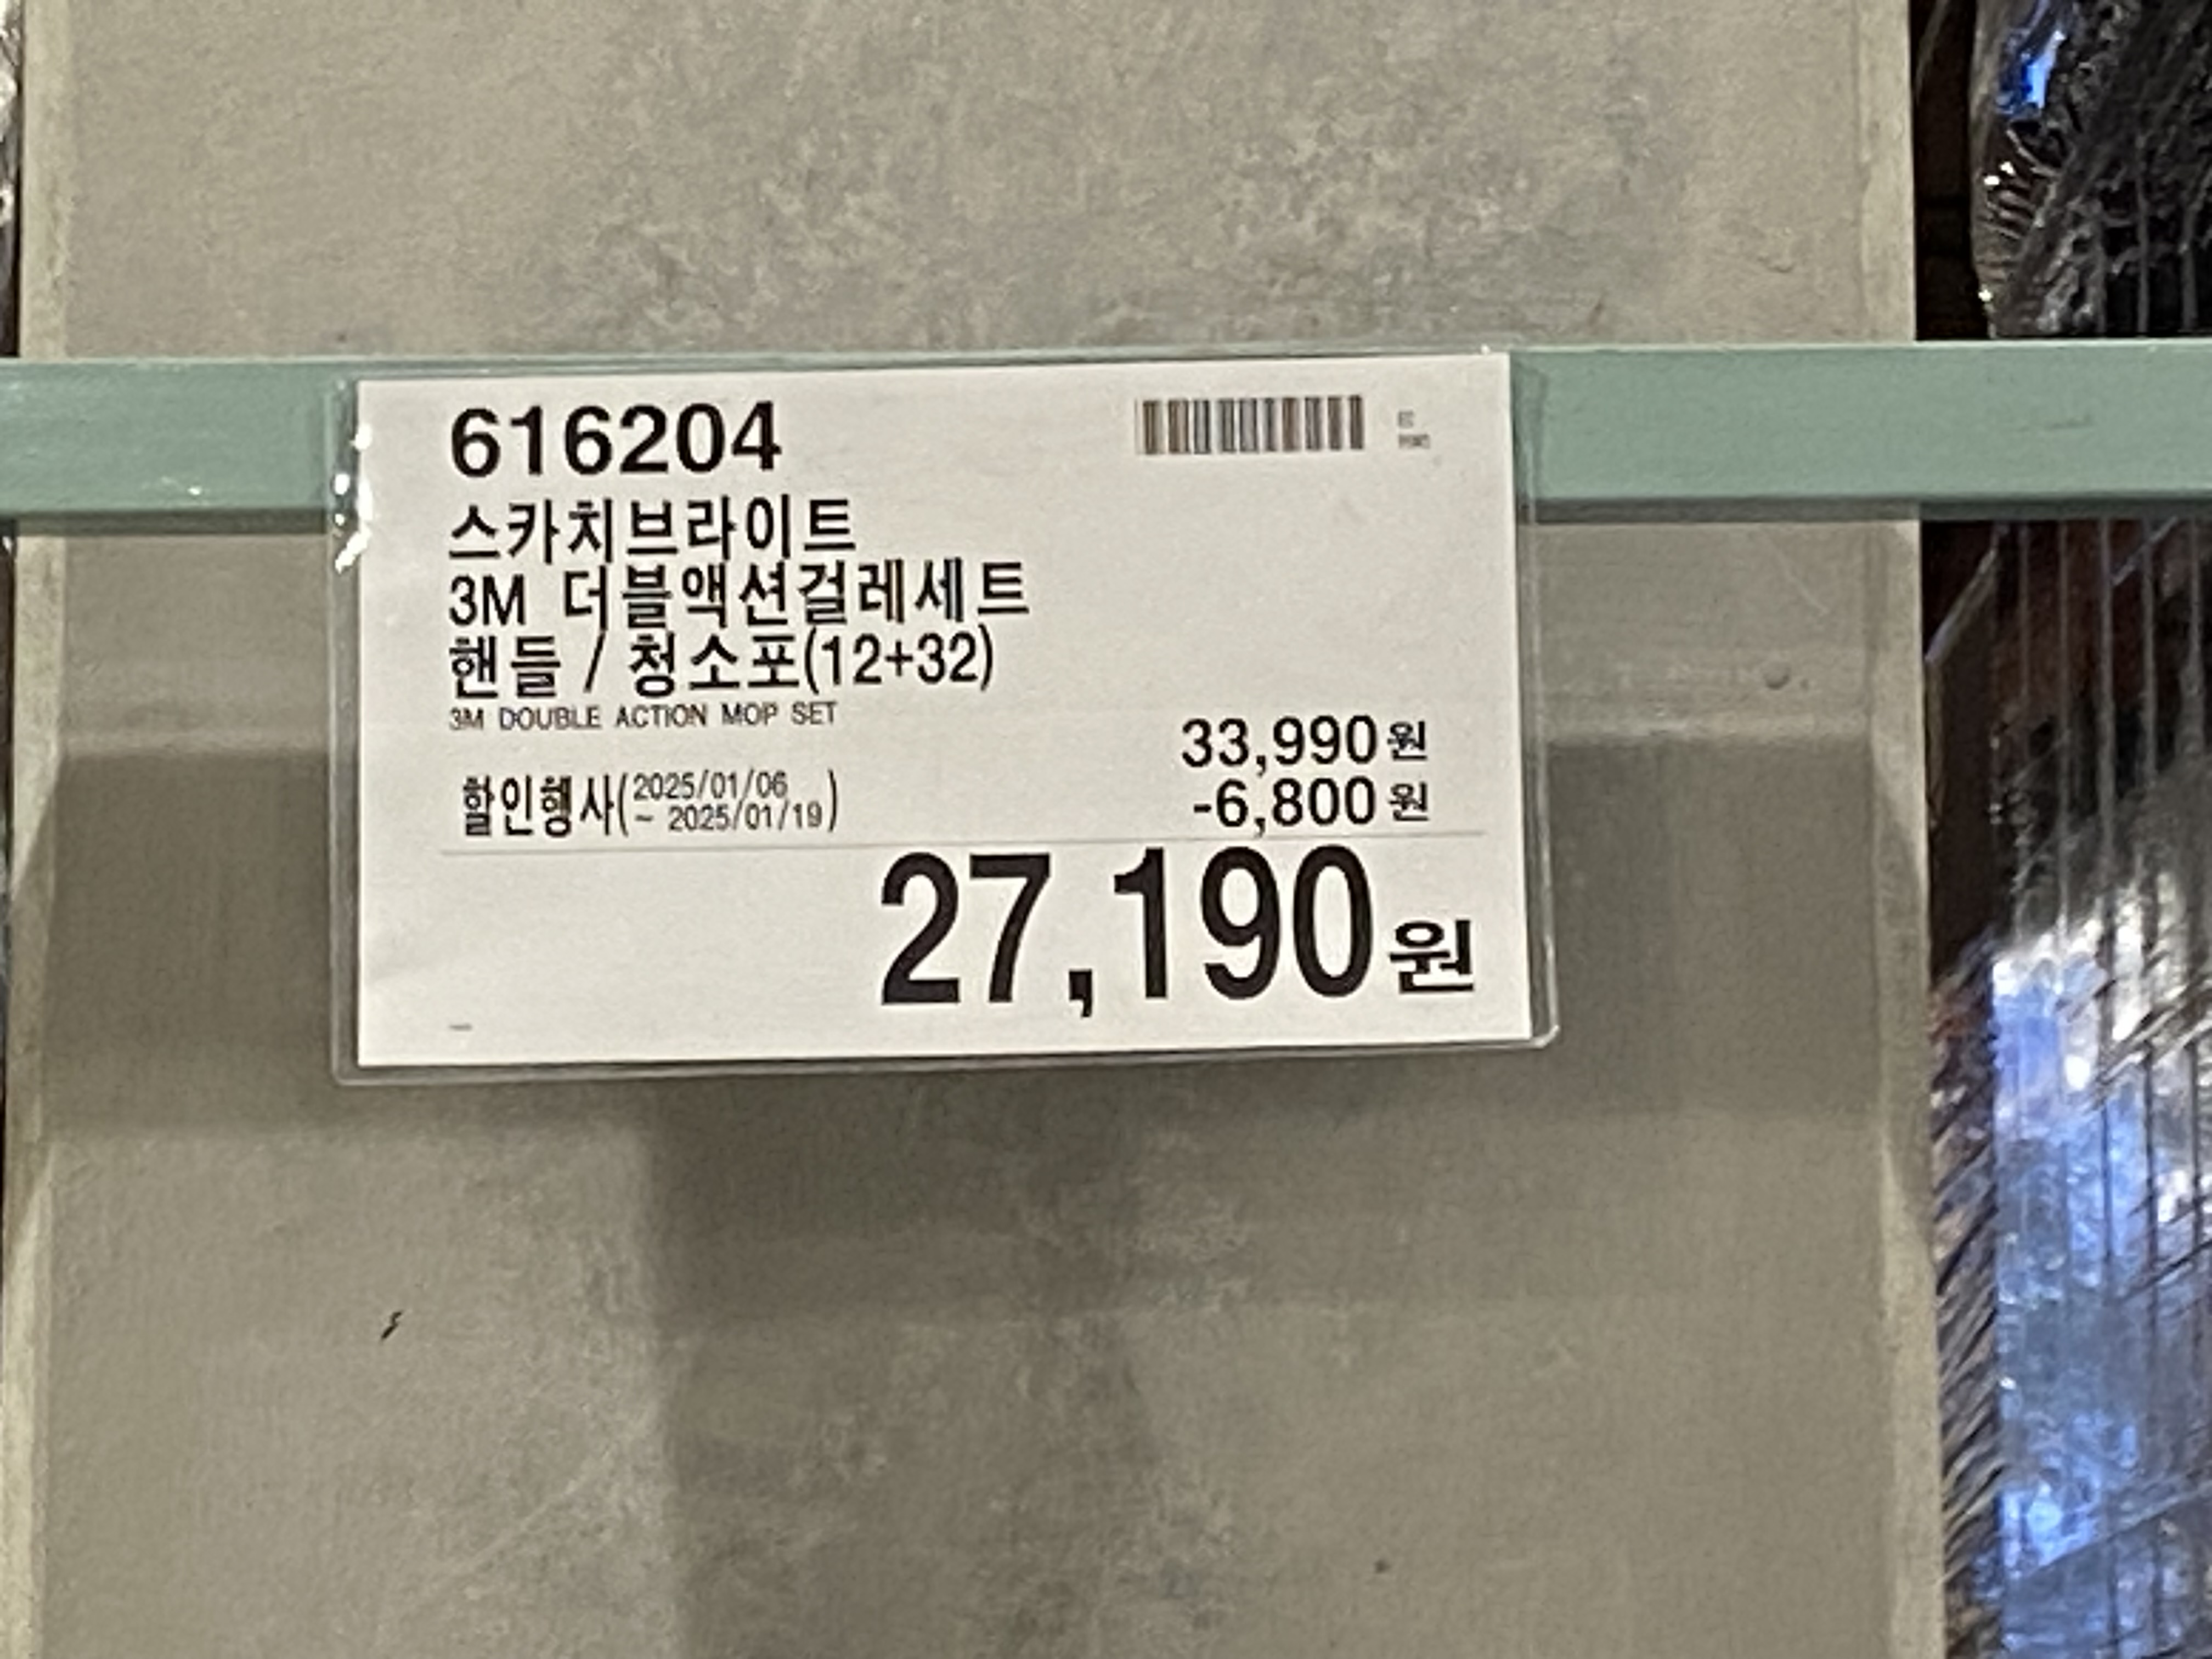 616204
스카치브라이트
3M 더블액션걸레세트
핸들 / 청소포(12+32)
3M DOUBLE ACTION MOP SET
33,990원
할인행사(2025/01/06 ~ 2025/01/19)
-6,800원
27,190원